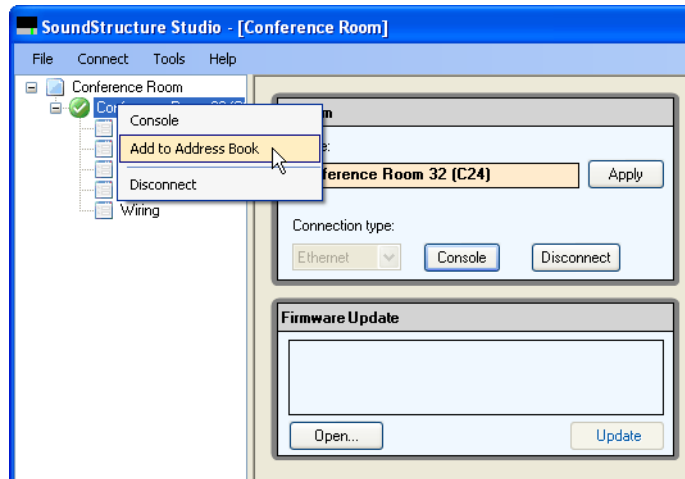 SoundStructure Studio - [Conference Room]
File Connect Tools Help
Conference Room
Console
Add to Address Book
Disconnect
Wiring
ference Room 32 (C24)
Apply
Connection type:
Ethernet
Console
Disconnect
Firmware Update
Open...
Update